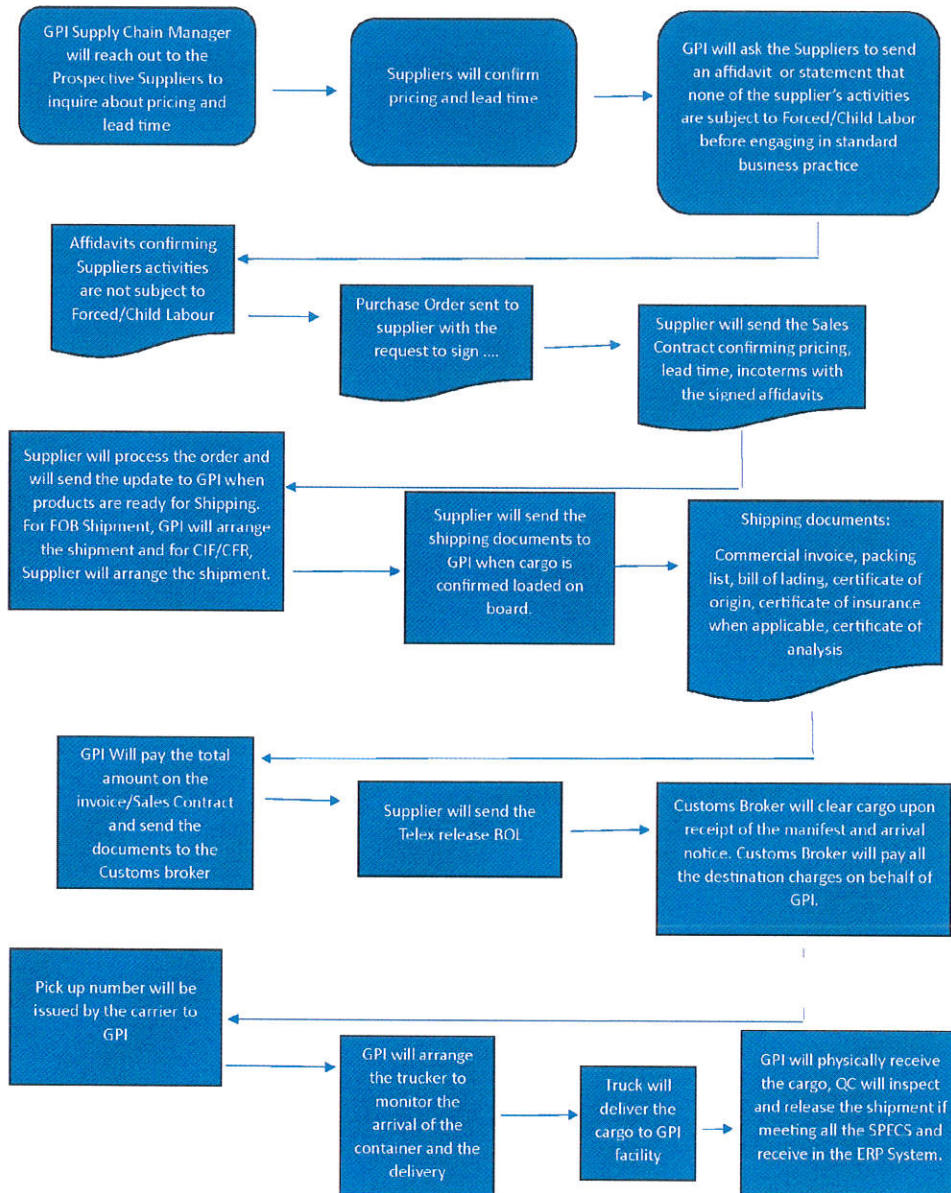 GPI Supply Chain Manager
will reach out to the
Prospective Suppliers to
inquire about pricing and
lead time
Suppliers will confirm
pricing and lead time
GPI will ask the Suppliers to send
an affidavit or statement that
none of the supplier's activities
are subject to Forced/Child Labor
before engaging in standard
business practice
Affidavits confirming
Suppliers activities
are not subject to
Forced/Child Labour
Purchase Order sent to
supplier with the
request to sign ....
Supplier will send the Sales
Contract confirming pricing,
lead time, incoterms with
the signed affidavits
Supplier will process the order and
will send the update to GPI when
products are ready for Shipping.
For FOB Shipment, GPI will arrange
the shipment and for CIF/CFR,
Supplier will arrange the shipment.
Supplier will send the
shipping documents to
GPI when cargo is
confirmed loaded on
board.
Shipping documents:
Commercial invoice, packing
list, bill of lading, certificate of
origin, certificate of insurance
when applicable, certificate of
analysis
GPI Will pay the total
amount on the
invoice/Sales Contract
and send the
documents to the
Customs broker
Supplier will send the
Telex release BOL
Customs Broker will clear cargo upon
receipt of the manifest and arrival
notice. Customs Broker will pay all
the destination charges on behalf of
GPI.
Pick up number will be
issued by the carrier to
GPI
GPI will arrange
the trucker to
monitor the
arrival of the
container and the
delivery
Truck will
deliver the
cargo to GPI
facility
GPI will physically receive
the cargo, QC will inspect
and release the shipment if
meeting all the SPECS and
receive in the ERP System.